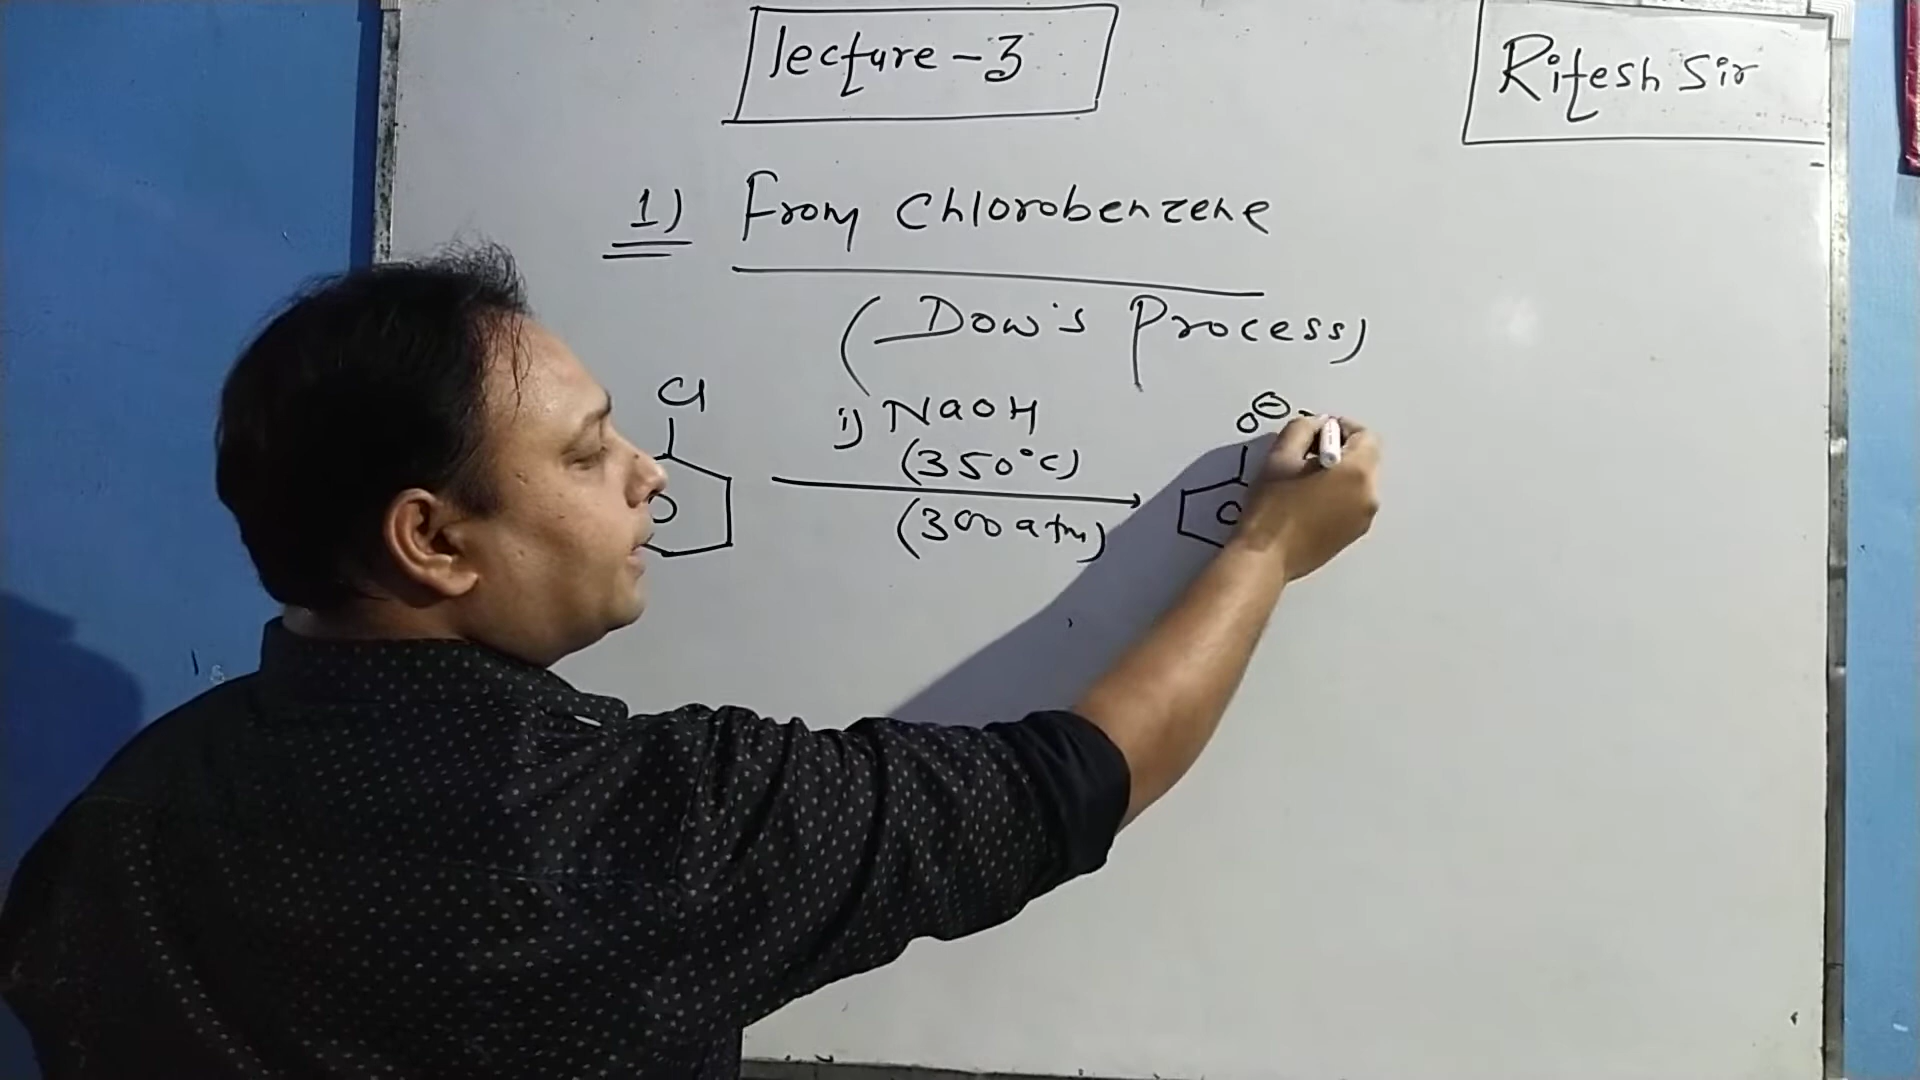 lecture-3
Ritesh Sir
1) From Chlorobenzene
(Dow's Process)
Cl
i) NaOH
(350°C)
(300 atm)
O⊖